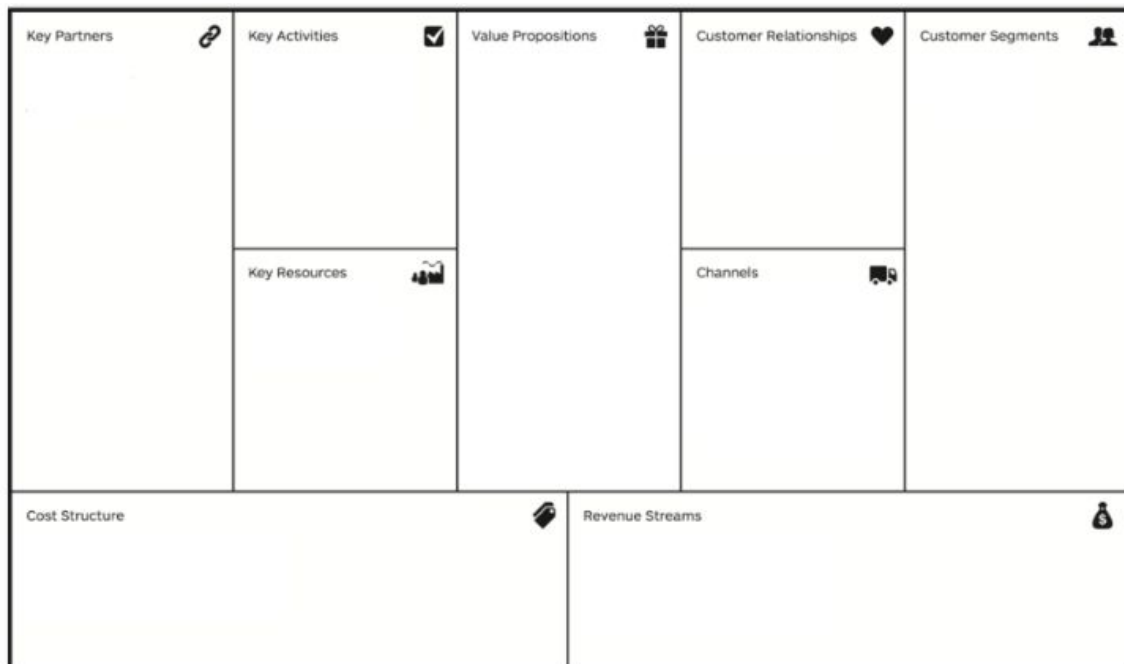 Key Partners
Key Activities
Value Propositions
Customer Relationships
Customer Segments
Key Resources
Channels
Cost Structure
Revenue Streams
$